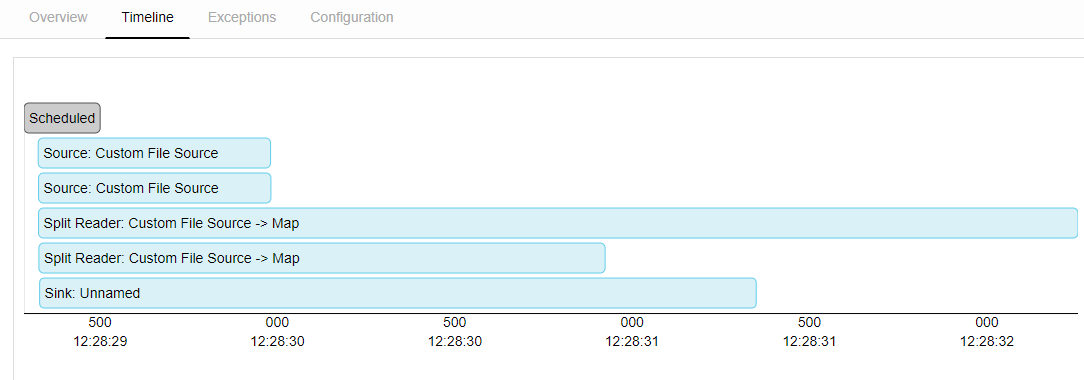 Overview Timeline Exceptions Configuration
Scheduled
Source: Custom File Source
Source: Custom File Source
Split Reader: Custom File Source -> Map
Split Reader: Custom File Source -> Map
Sink: Unnamed
500 000 500 000 500 000
12:28:29 12:28:30 12:28:30 12:28:31 12:28:31 12:28:32